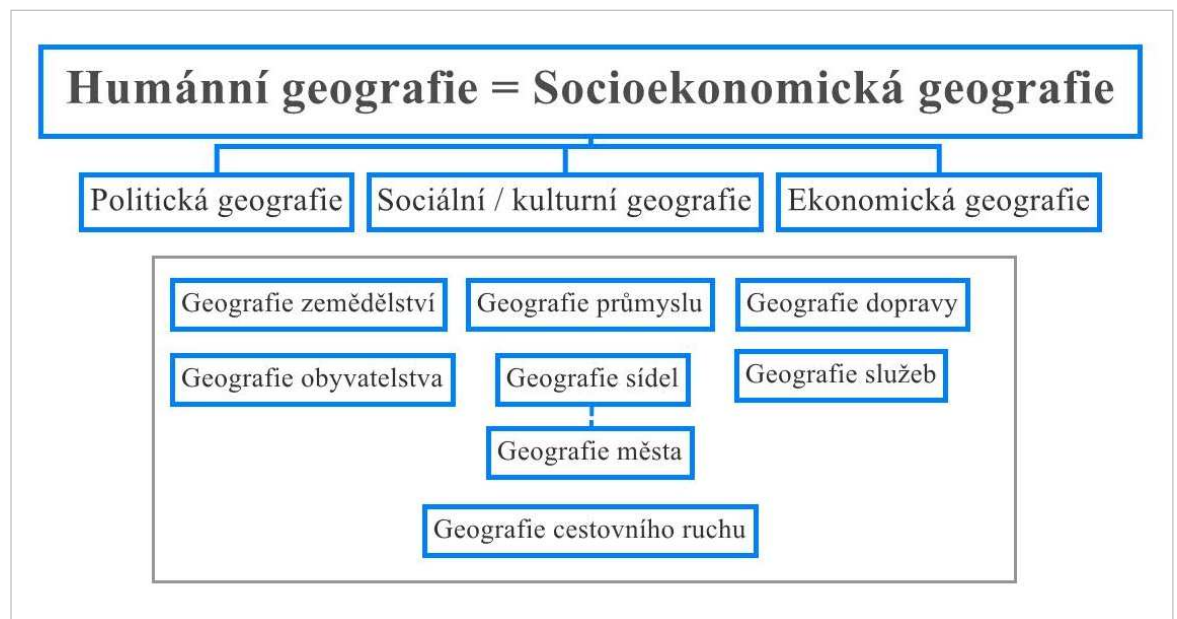 Humánní geografie = Socioekonomická geografie
Politická geografie
Sociální / kulturní geografie
Ekonomická geografie
Geografie zemědělství
Geografie průmyslu
Geografie dopravy
Geografie obyvatelstva
Geografie sídel
Geografie služeb
Geografie města
Geografie cestovního ruchu